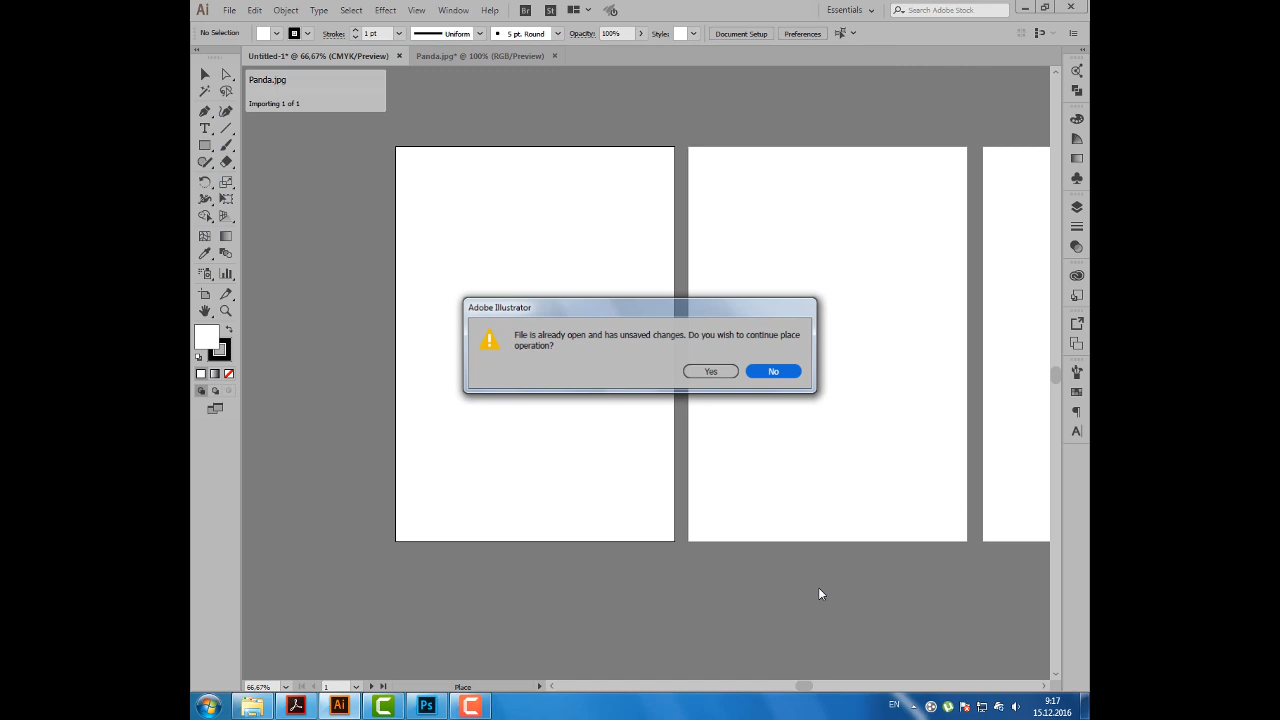 Ai File Edit Object Type Select Effect View Window Help Br St Essentials Search Adobe Stock
No Selection Stroke: 1 pt Uniform 5 pt. Round Opacity: 100% Style: Document Setup Preferences
Untitled-1* @ 66,67% (CMYK/Preview) Panda.jpg* @ 100% (RGB/Preview)
Panda.jpg
Importing 1 of 1
Adobe Illustrator
File is already open and has unsaved changes. Do you wish to continue place
operation?
Yes No
66,67% 1 Place
Ai Ps EN 9:17
15.12.2016